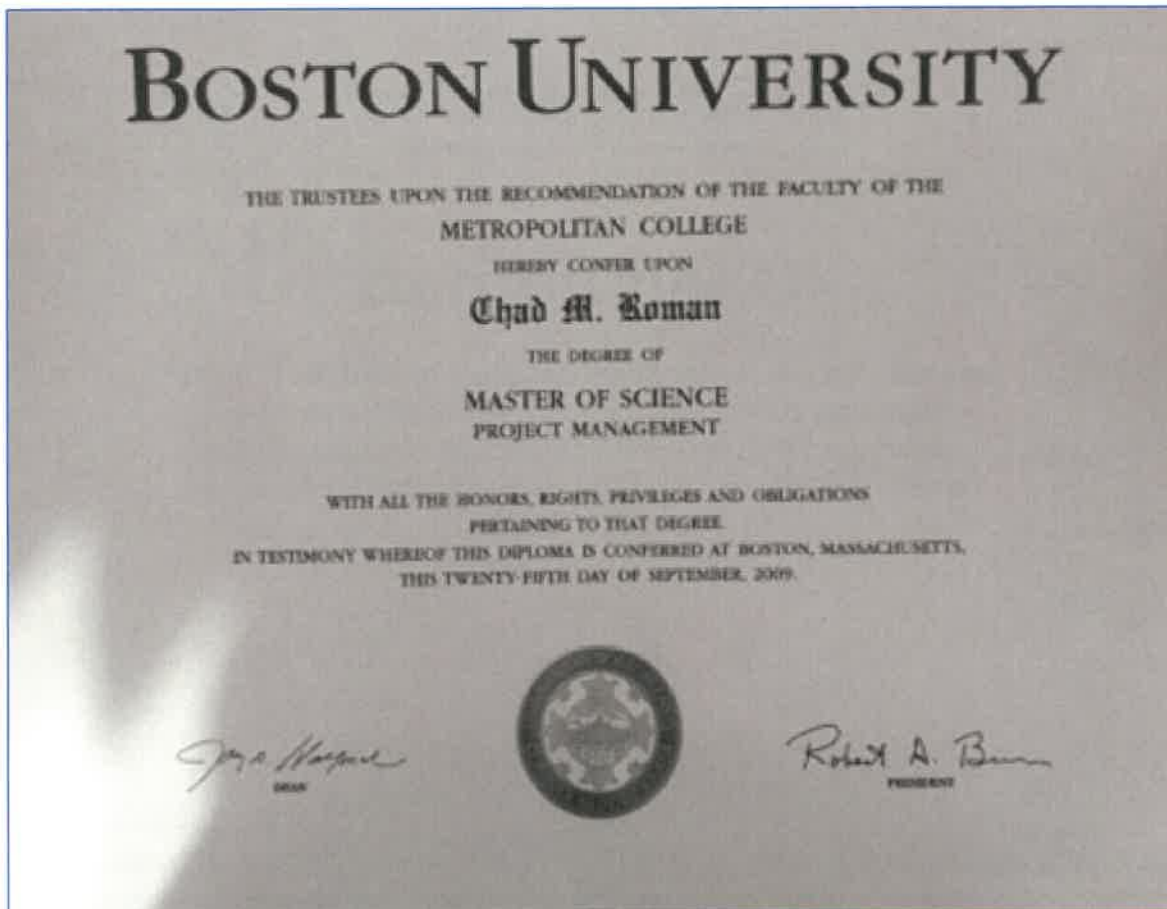 BOSTON UNIVERSITY
THE TRUSTEES UPON THE RECOMMENDATION OF THE FACULTY OF THE
METROPOLITAN COLLEGE
HEREBY CONFER UPON
Chad M. Roman
THE DEGREE OF
MASTER OF SCIENCE
PROJECT MANAGEMENT
WITH ALL THE HONORS, RIGHTS, PRIVILEGES AND OBLIGATIONS
PERTAINING TO THAT DEGREE.
IN TESTIMONY WHEREOF THIS DIPLOMA IS CONFERRED AT BOSTON, MASSACHUSETTS,
THIS TWENTY-FIFTH DAY OF SEPTEMBER, 2009.
Robert A.
DEAN
PRESIDENT